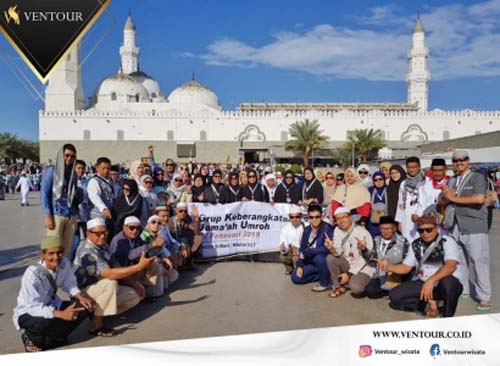 VENTOUR
Grup Keberangkatan
Jama'ah Umroh
Februari 2019
WWW.VENTOUR.CO.ID
Ventour_wisata
Ventourwisata